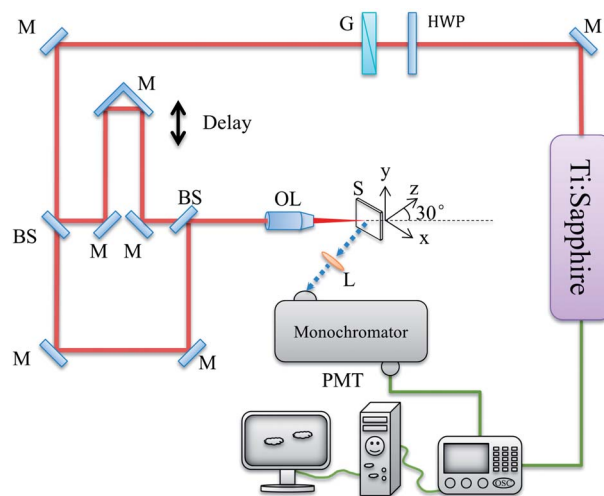 M
G
HWP
M
M
Delay
Ti:Sapphire
S
y
z
30°
x
BS
OL
BS
M
M
L
Monochromator
M
M
PMT
OSC